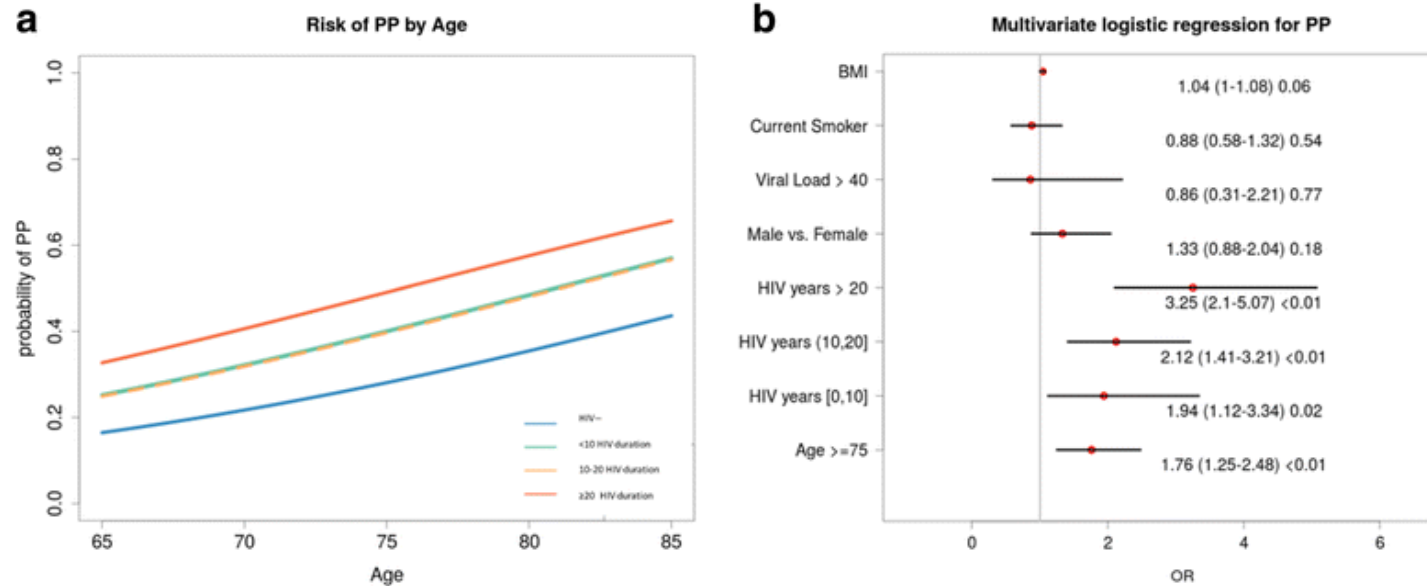 a
Risk of PP by Age
probability of PP
1.0
0.8
0.6
0.4
0.2
0.0
HIV—
<10 HIV duration
10-20 HIV duration
≥20 HIV duration
65 70 75 80 85
Age
b
Multivariate logistic regression for PP
BMI
1.04 (1-1.08) 0.06
Current Smoker
0.88 (0.58-1.32) 0.54
Viral Load > 40
0.86 (0.31-2.21) 0.77
Male vs. Female
1.33 (0.88-2.04) 0.18
HIV years > 20
3.25 (2.1-5.07) <0.01
HIV years (10,20]
2.12 (1.41-3.21) <0.01
HIV years [0,10]
1.94 (1.12-3.34) 0.02
Age >=75
1.76 (1.25-2.48) <0.01
0 2 4 6
OR